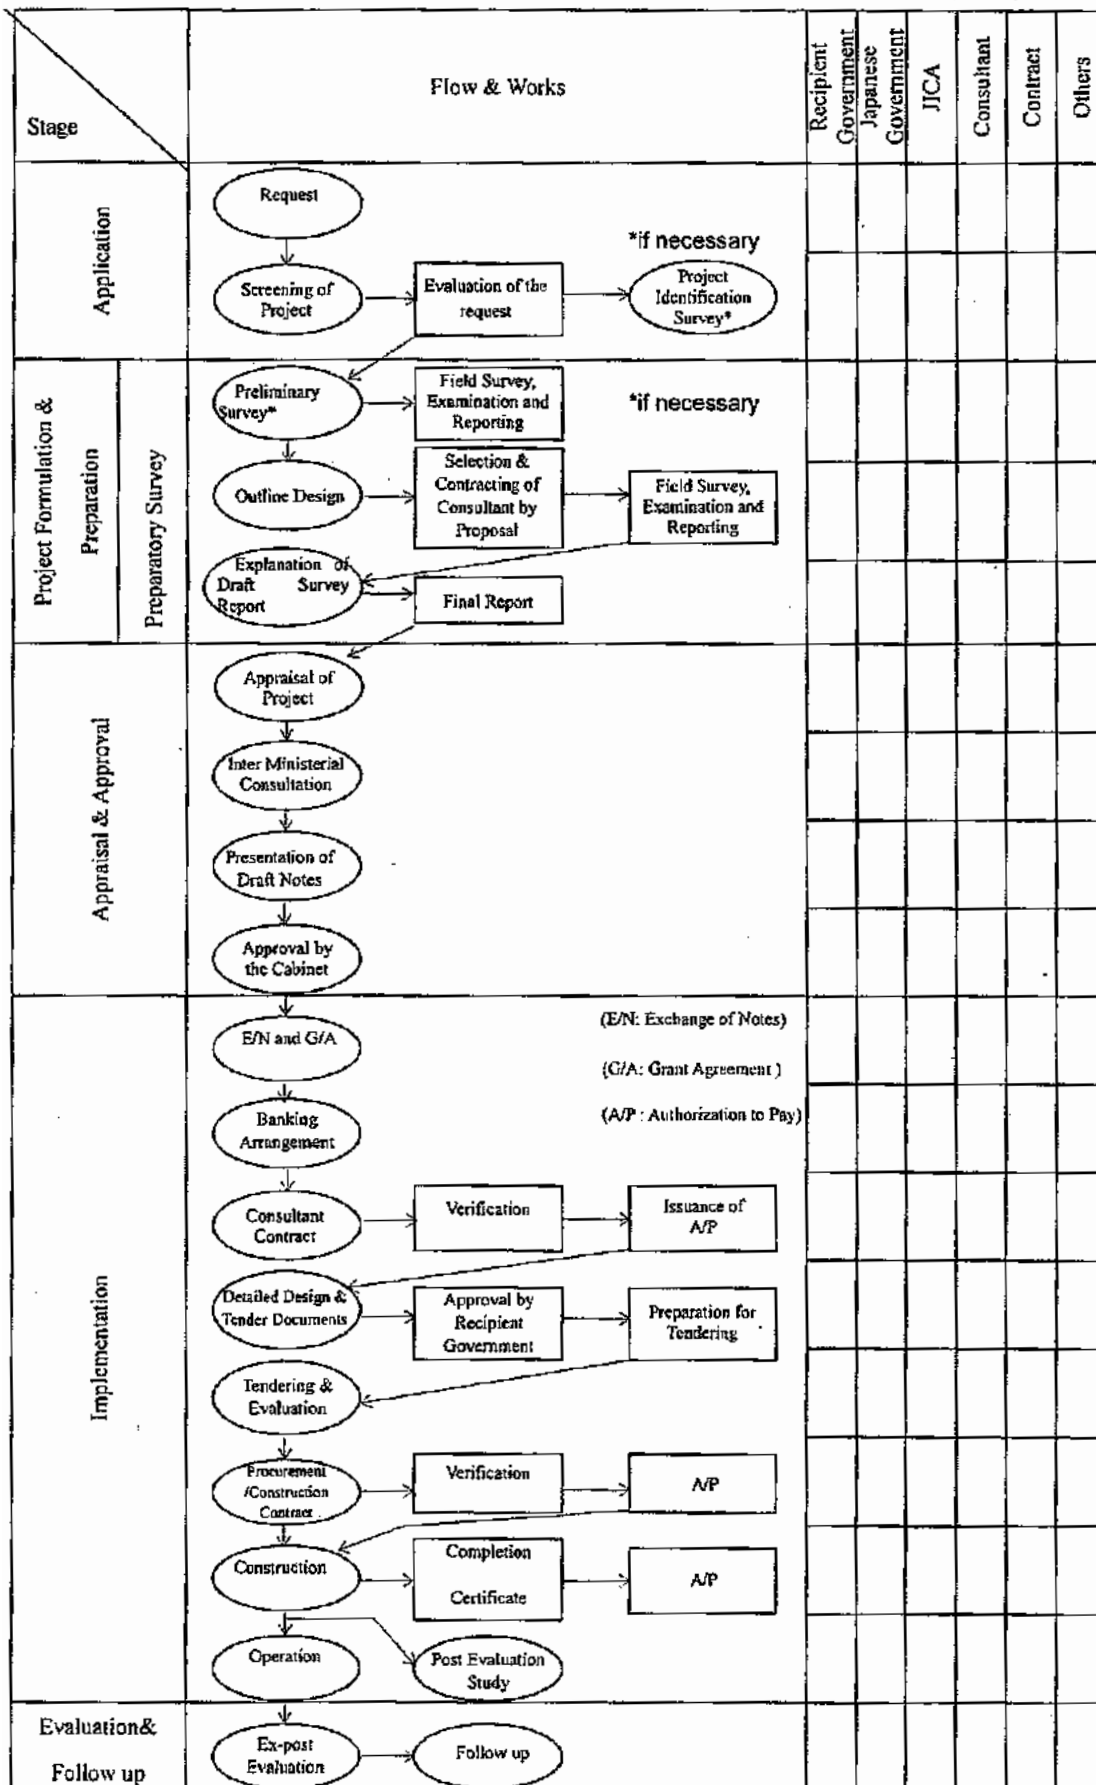 Stage
Flow & Works
Recipient
Government
Japanese
Government
JICA
Consultant
Contract
Others
Application
Request
*if necessary
Screening of
Project
Evaluation of the
request
Project
Identification
Survey*
Project Formulation &
Preparation
Preparatory Survey
Preliminary
Survey*
Field Survey,
Examination and
Reporting
*if necessary
Outline Design
Selection &
Contracting of
Consultant by
Proposal
Field Survey,
Examination and
Reporting
Explanation of
Draft Survey
Report
Final Report
Appraisal & Approval
Appraisal of
Project
Inter Ministerial
Consultation
Presentation of
Draft Notes
Approval by
the Cabinet
Implementation
E/N and G/A
(E/N: Exchange of Notes)
(G/A: Grant Agreement )
(A/P : Authorization to Pay)
Banking
Arrangement
Consultant
Contract
Verification
Issuance of
A/P
Detailed Design &
Tender Documents
Approval by
Recipient
Government
Preparation for
Tendering
Tendering &
Evaluation
Procurement
/Construction
Contract
Verification
A/P
Construction
Completion
Certificate
A/P
Operation
Post Evaluation
Study
Evaluation&
Follow up
Ex-post
Evaluation
Follow up